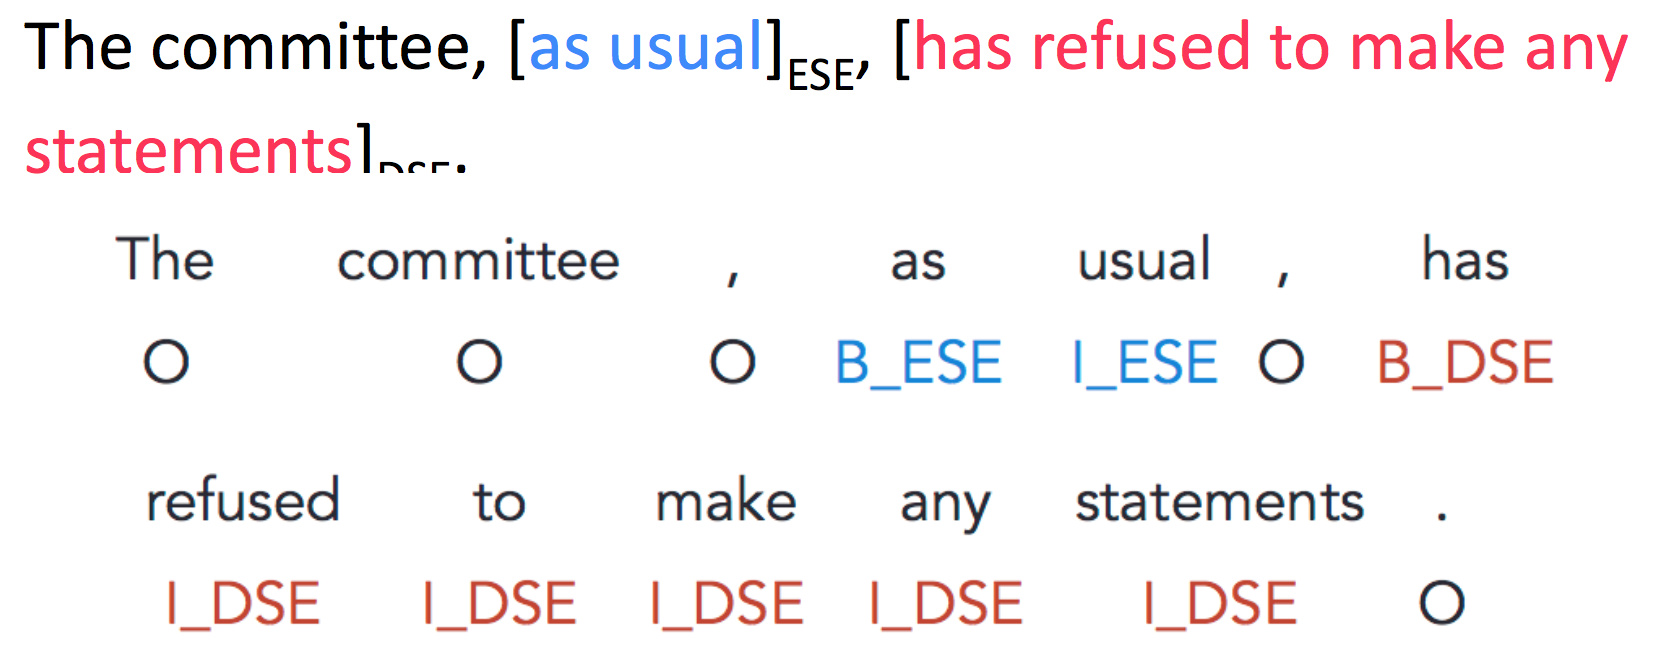 The committee, [as usual]ESE, [has refused to make any
statements]DSE.
The committee , as usual , has
O O O B_ESE I_ESE O B_DSE
refused to make any statements .
I_DSE I_DSE I_DSE I_DSE I_DSE O